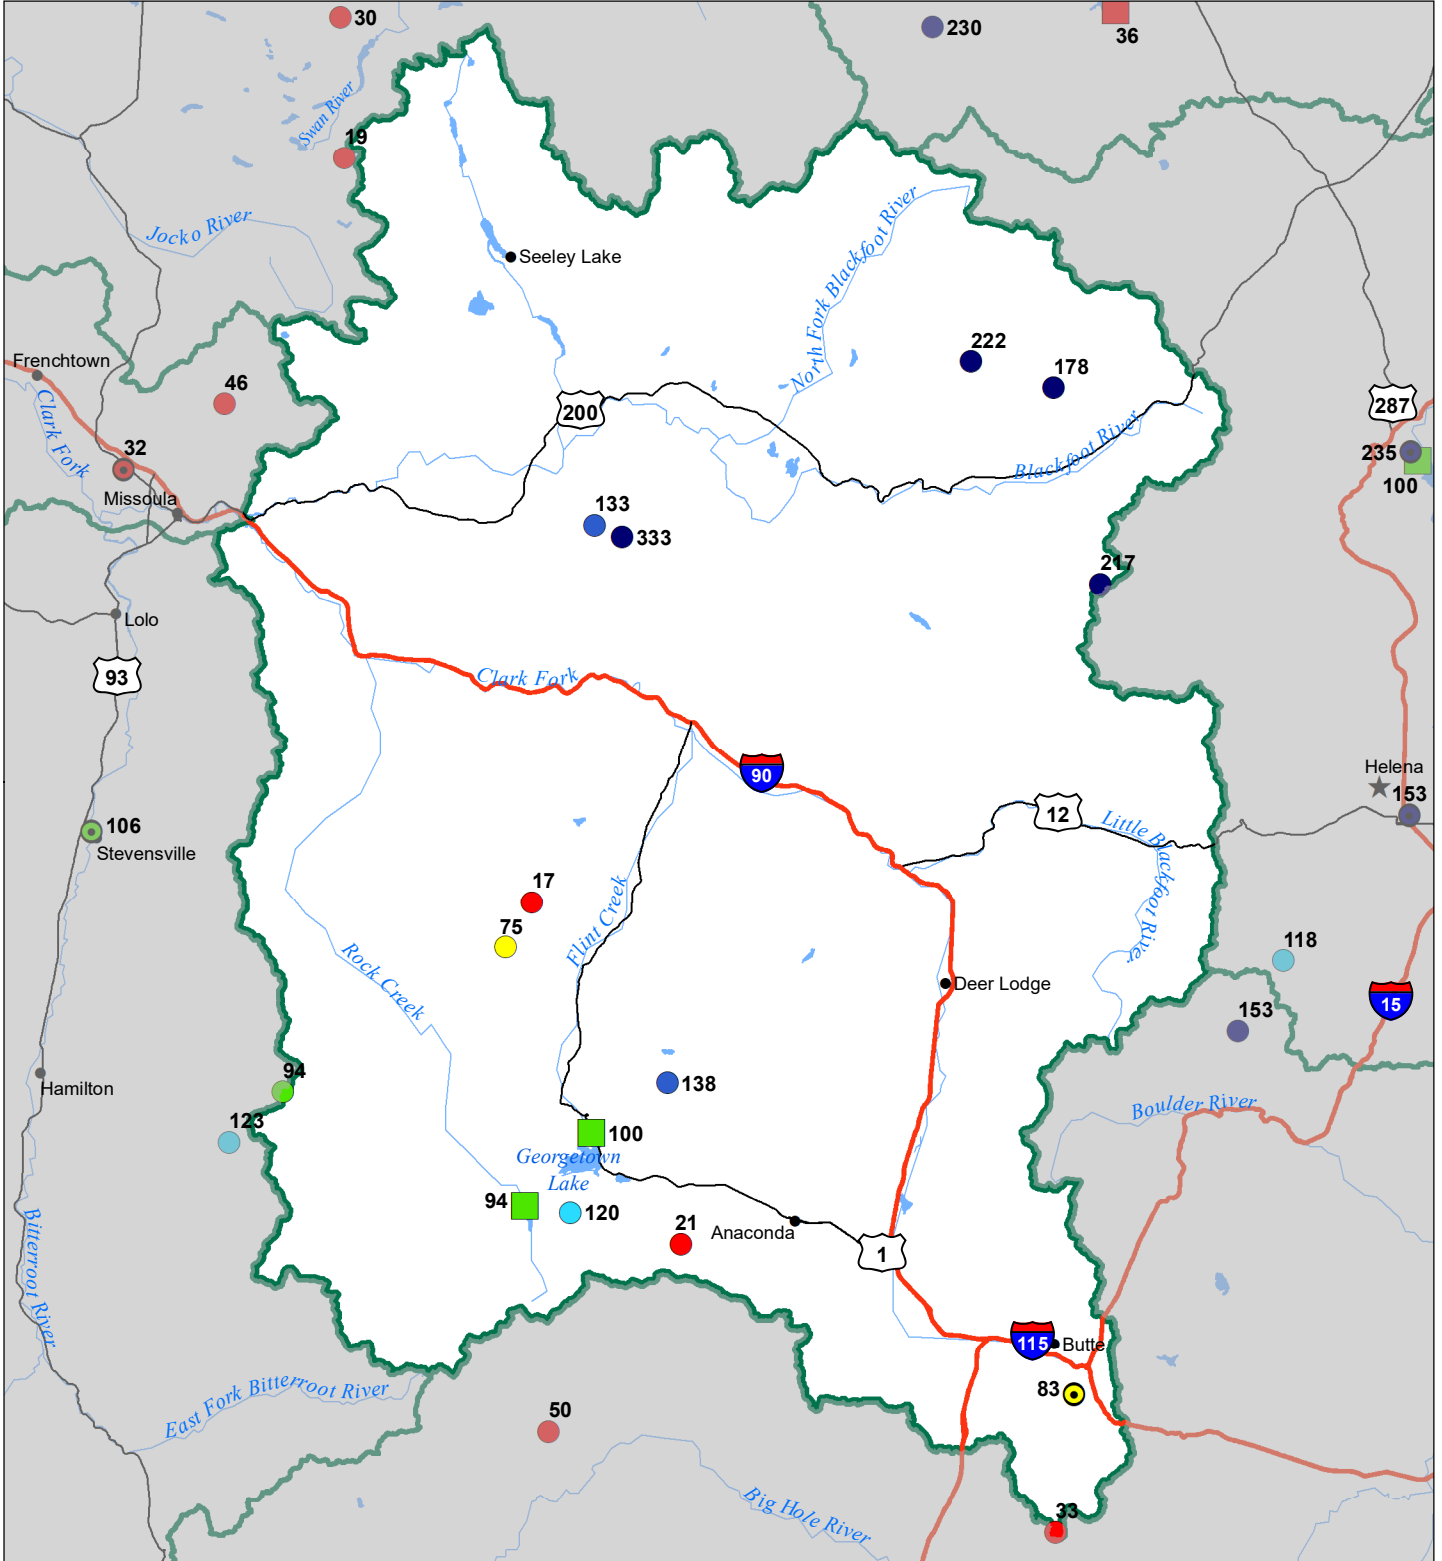 30
230
36
Swan River
19
Jocko River
Seeley Lake
North Fork Blackfoot River
222
178
Frenchtown
46
200
287
Clark Fork
32
235
Blackfoot River
100
Missoula
133
333
217
Lolo
93
Clark Fork
90
Helena
153
12
Little Blackfoot River
106
Stevensville
17
75
Flint Creek
118
Rock Creek
Deer Lodge
15
153
94
Hamilton
138
123
Boulder River
100
Georgetown
Lake
94
120
21
Anaconda
1
Bitterroot River
115
Butte
83
East Fork Bitterroot River
50
Big Hole River
33